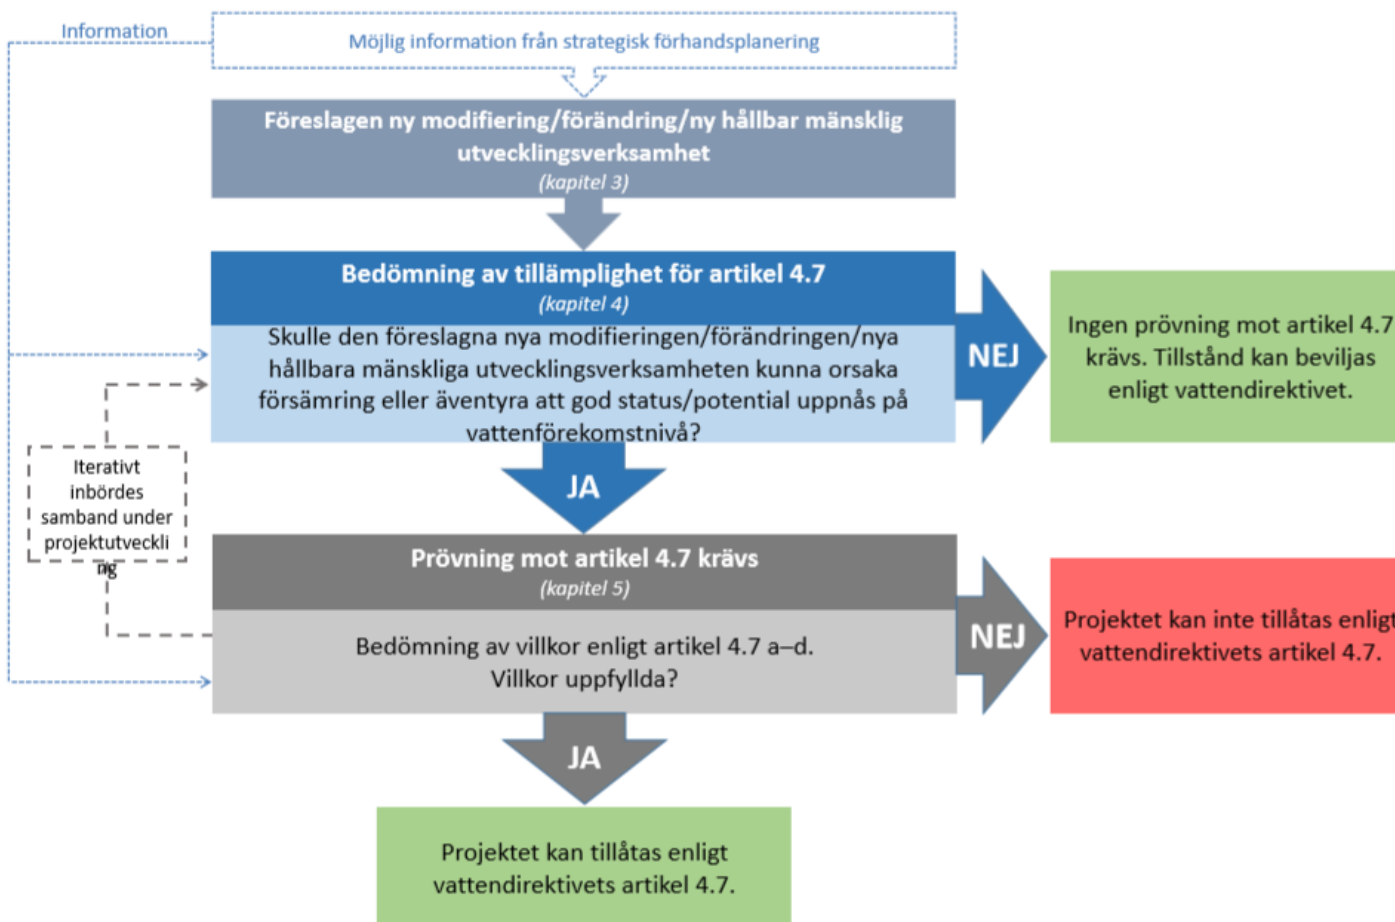 Information
Möjlig information från strategisk förhandsplanering
Föreslagen ny modifiering/förändring/ny hållbar mänsklig
utvecklingsverksamhet
(kapitel 3)
Bedömning av tillämplighet för artikel 4.7
(kapitel 4)
Skulle den föreslagna nya modifieringen/förändringen/nya
hållbara mänskliga utvecklingsverksamheten kunna orsaka
försämring eller äventyra att god status/potential uppnås på
vattenförekomstnivå?
NEJ
Ingen prövning mot artikel 4.7
krävs. Tillstånd kan beviljas
enligt vattendirektivet.
JA
Iterativt
inbördes
samband under
projektutveckli
ng
Prövning mot artikel 4.7 krävs
(kapitel 5)
Bedömning av villkor enligt artikel 4.7 a–d.
Villkor uppfyllda?
NEJ
Projektet kan inte tillåtas enligt
vattendirektivets artikel 4.7.
JA
Projektet kan tillåtas enligt
vattendirektivets artikel 4.7.